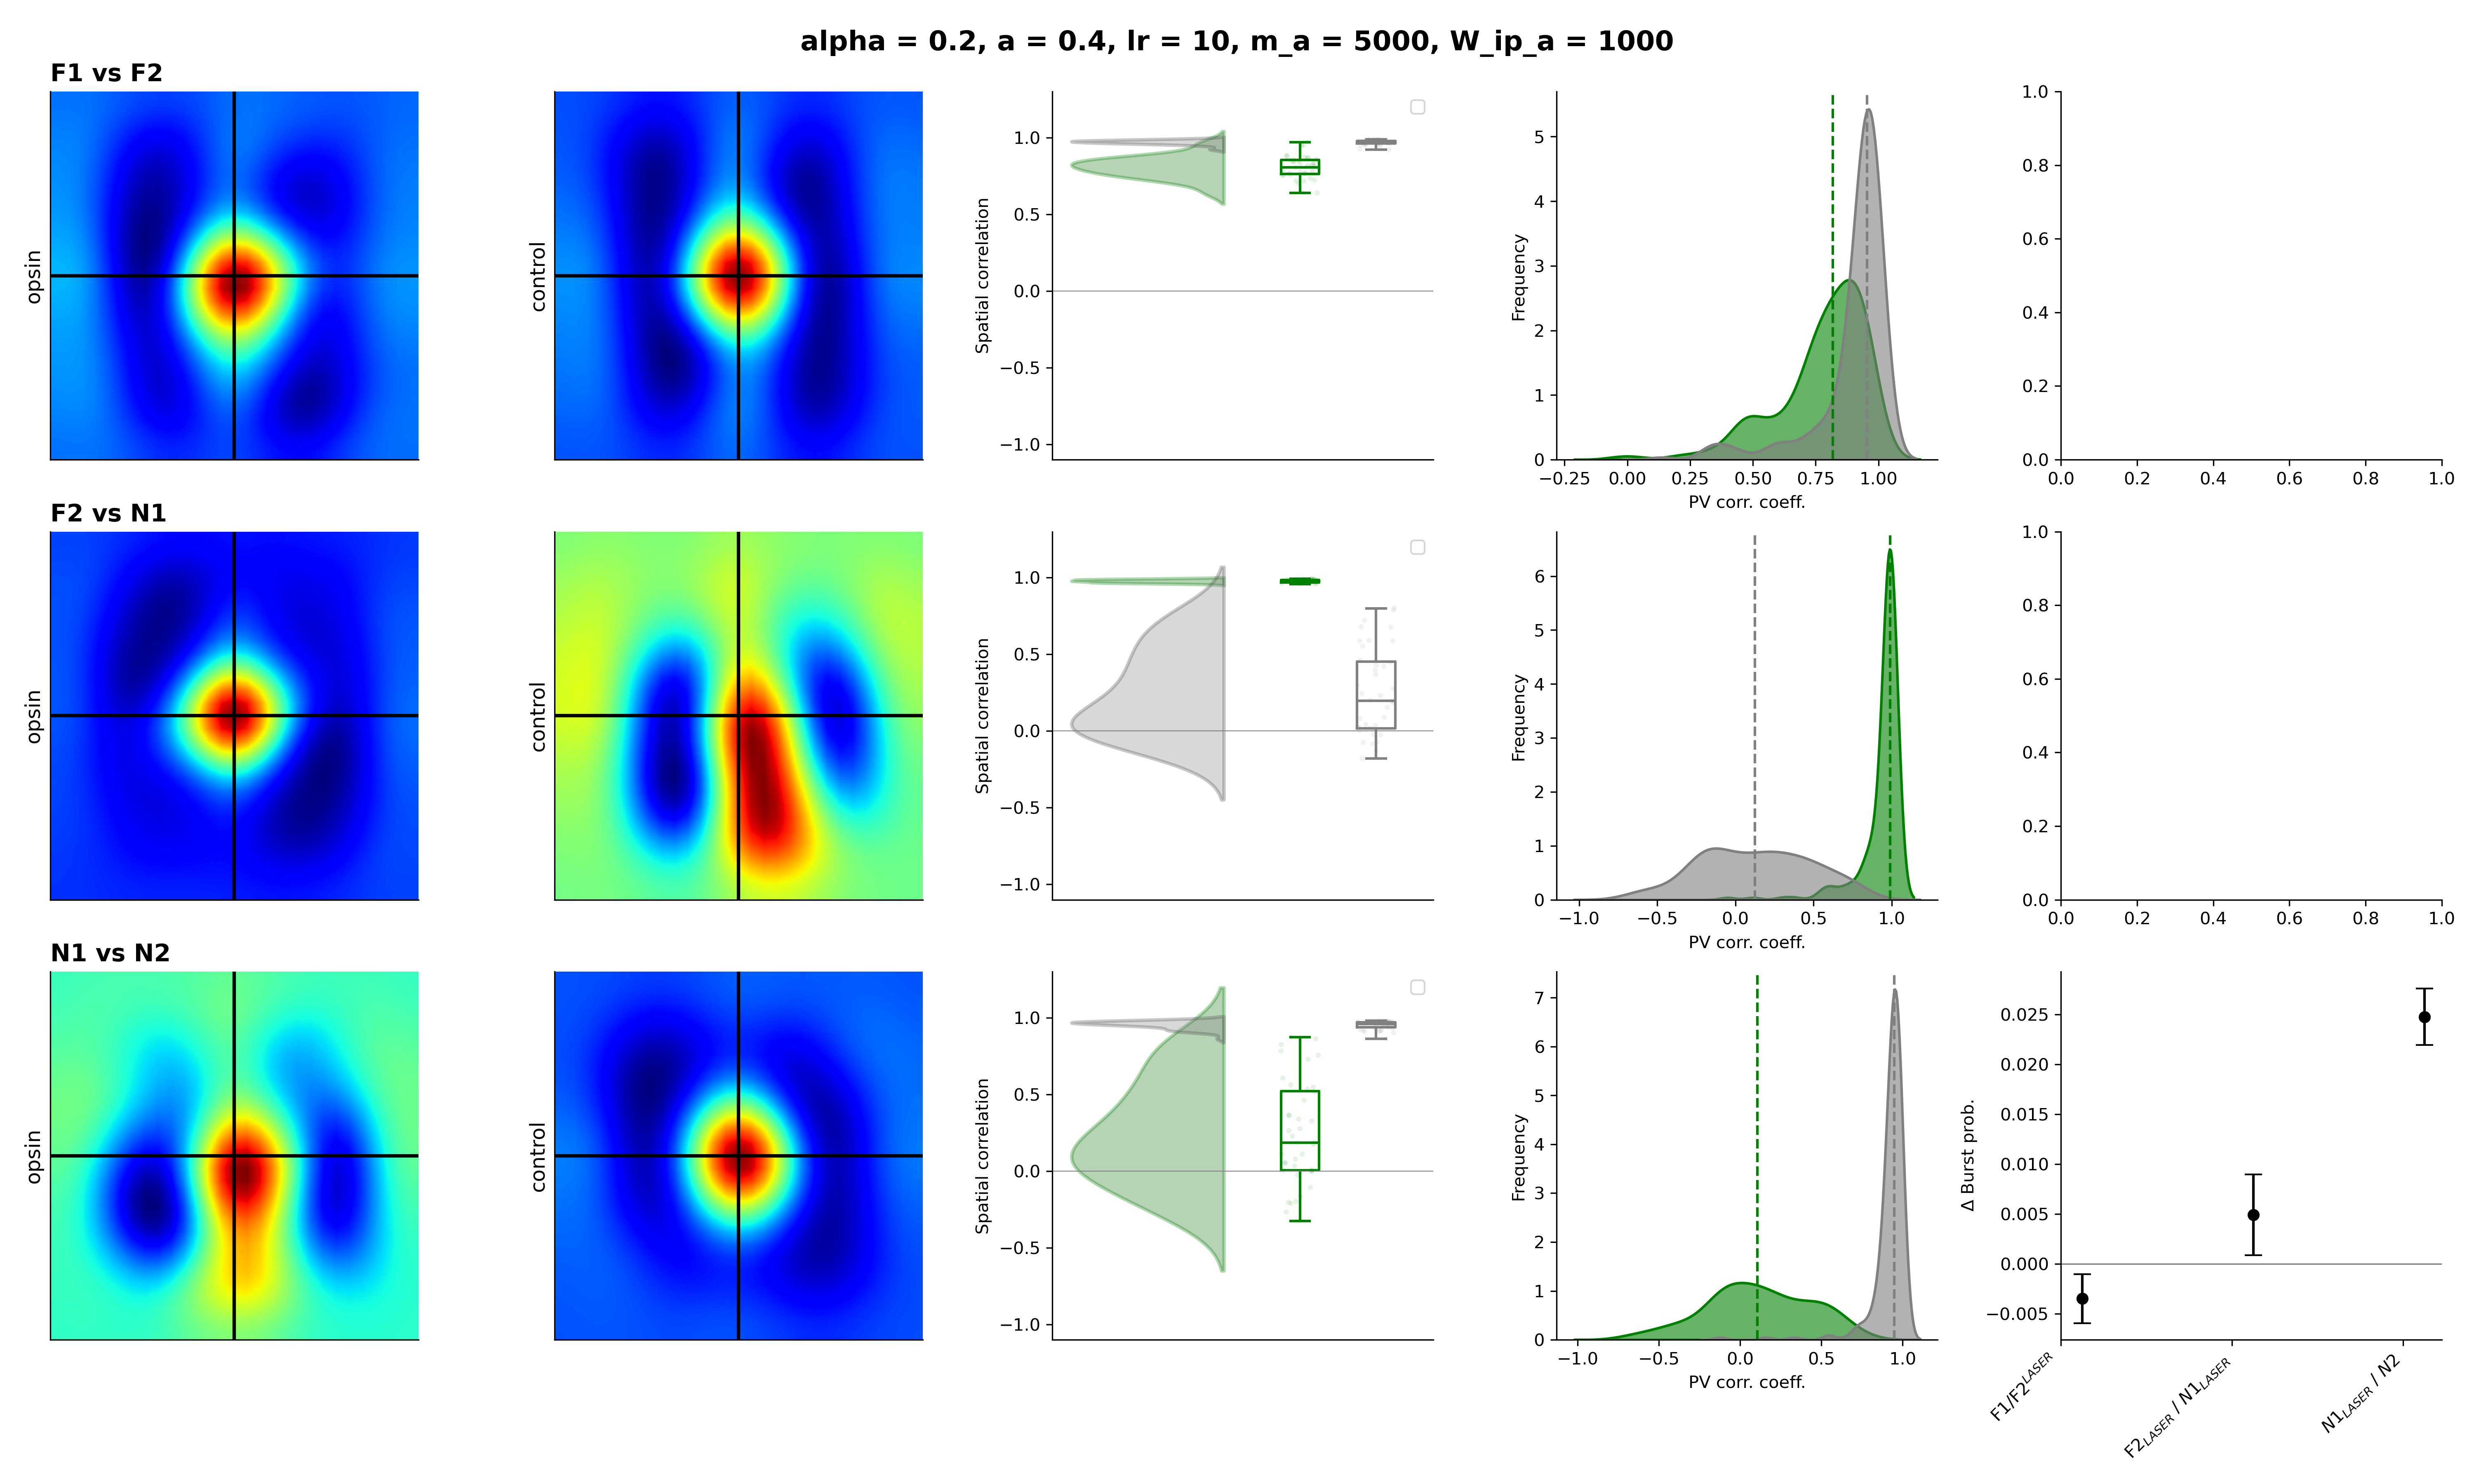 alpha = 0.2, a = 0.4, lr = 10, m_a = 5000, W_ip_a = 1000
F1 vs F2
opsin
control
Spatial correlation
1.0
0.5
0.0
−0.5
−1.0
Frequency
5
4
3
2
1
0
−0.25 0.00 0.25 0.50 0.75 1.00
PV corr. coeff.
1.0
0.8
0.6
0.4
0.2
0.0
0.0 0.2 0.4 0.6 0.8 1.0
F2 vs N1
opsin
control
Spatial correlation
1.0
0.5
0.0
−0.5
−1.0
Frequency
6
5
4
3
2
1
0
−1.0 −0.5 0.0 0.5 1.0
PV corr. coeff.
1.0
0.8
0.6
0.4
0.2
0.0
0.0 0.2 0.4 0.6 0.8 1.0
N1 vs N2
opsin
control
Spatial correlation
1.0
0.5
0.0
−0.5
−1.0
Frequency
7
6
5
4
3
2
1
0
−1.0 −0.5 0.0 0.5 1.0
PV corr. coeff.
Δ Burst prob.
0.025
0.020
0.015
0.010
0.005
0.000
−0.005
F1/F2^LASER
F2_LASER / N1_LASER
N1_LASER / N2